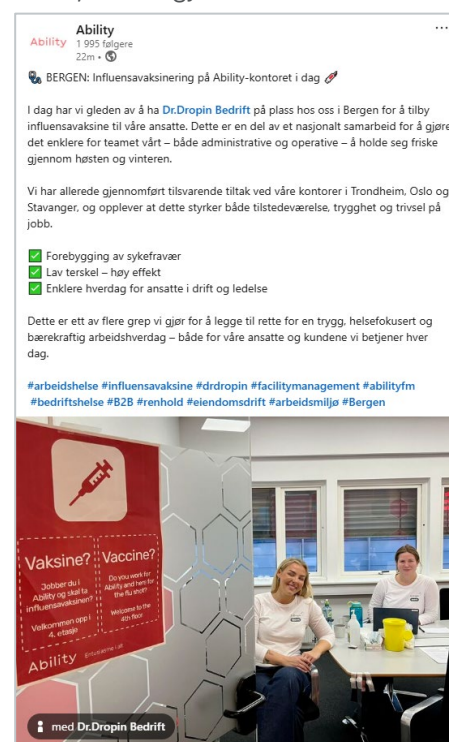 Ability
Ability
1 995 følgere
22m •
BERGEN: Influensavaksinering på Ability-kontoret i dag
I dag har vi gleden av å ha Dr.Dropin Bedrift på plass hos oss i Bergen for å tilby
influensavaksine til våre ansatte. Dette er en del av et nasjonalt samarbeid for å gjøre
det enklere for teamet vårt – både administrative og operative – å holde seg friske
gjennom høsten og vinteren.
Vi har allerede gjennomført tilsvarende tiltak ved våre kontorer i Trondheim, Oslo og
Stavanger, og opplever at dette styrker både tilstedeværelse, trygghet og trivsel på
jobb.
✅ Forebygging av sykefravær
✅ Lav terskel – høy effekt
✅ Enklere hverdag for ansatte i drift og ledelse
Dette er ett av flere grep vi gjør for å legge til rette for en trygg, helsefokusert og
bærekraftig arbeidshverdag – både for våre ansatte og kundene vi betjener hver
dag.
#arbeidshelse #influensavaksine #drdropin #facilitymanagement #abilityfm
#bedriftshelse #B2B #renhold #eiendomsdrift #arbeidsmiljø #Bergen
Vaksine?
Jobber du i
Ability og skal ta
influensavaksinen?
Velkommen opp i
4. etasje
Vaccine?
Do you work for
Ability and here for
the flu shot?
Welcome to the
4th floor
Ability
med Dr.Dropin Bedrift